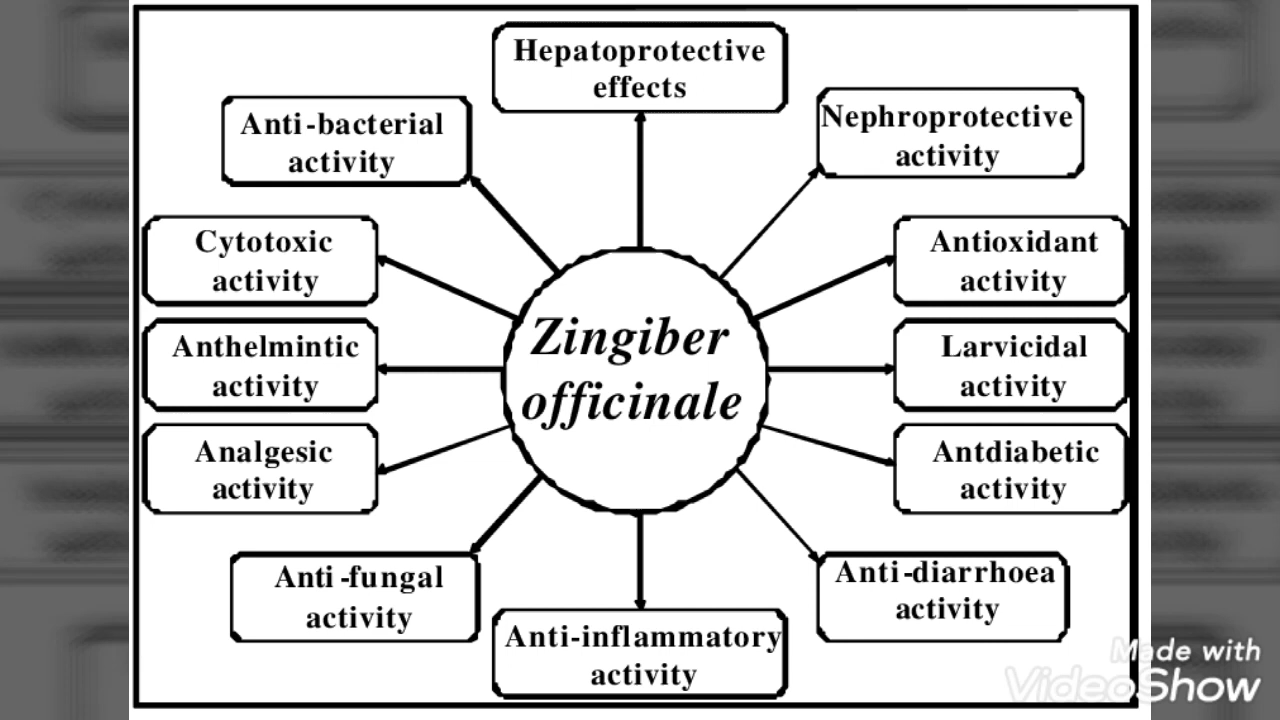 Hepatoprotective
effects
Nephroprotective
activity
Anti-bacterial
activity
Cytotoxic
activity
Antioxidant
activity
Zingiber
officinale
Anthelmintic
activity
Larvicidal
activity
Analgesic
activity
Antdiabetic
activity
Anti-fungal
activity
Anti-diarrhoea
activity
Anti-inflammatory
activity
Made with
VideoShow